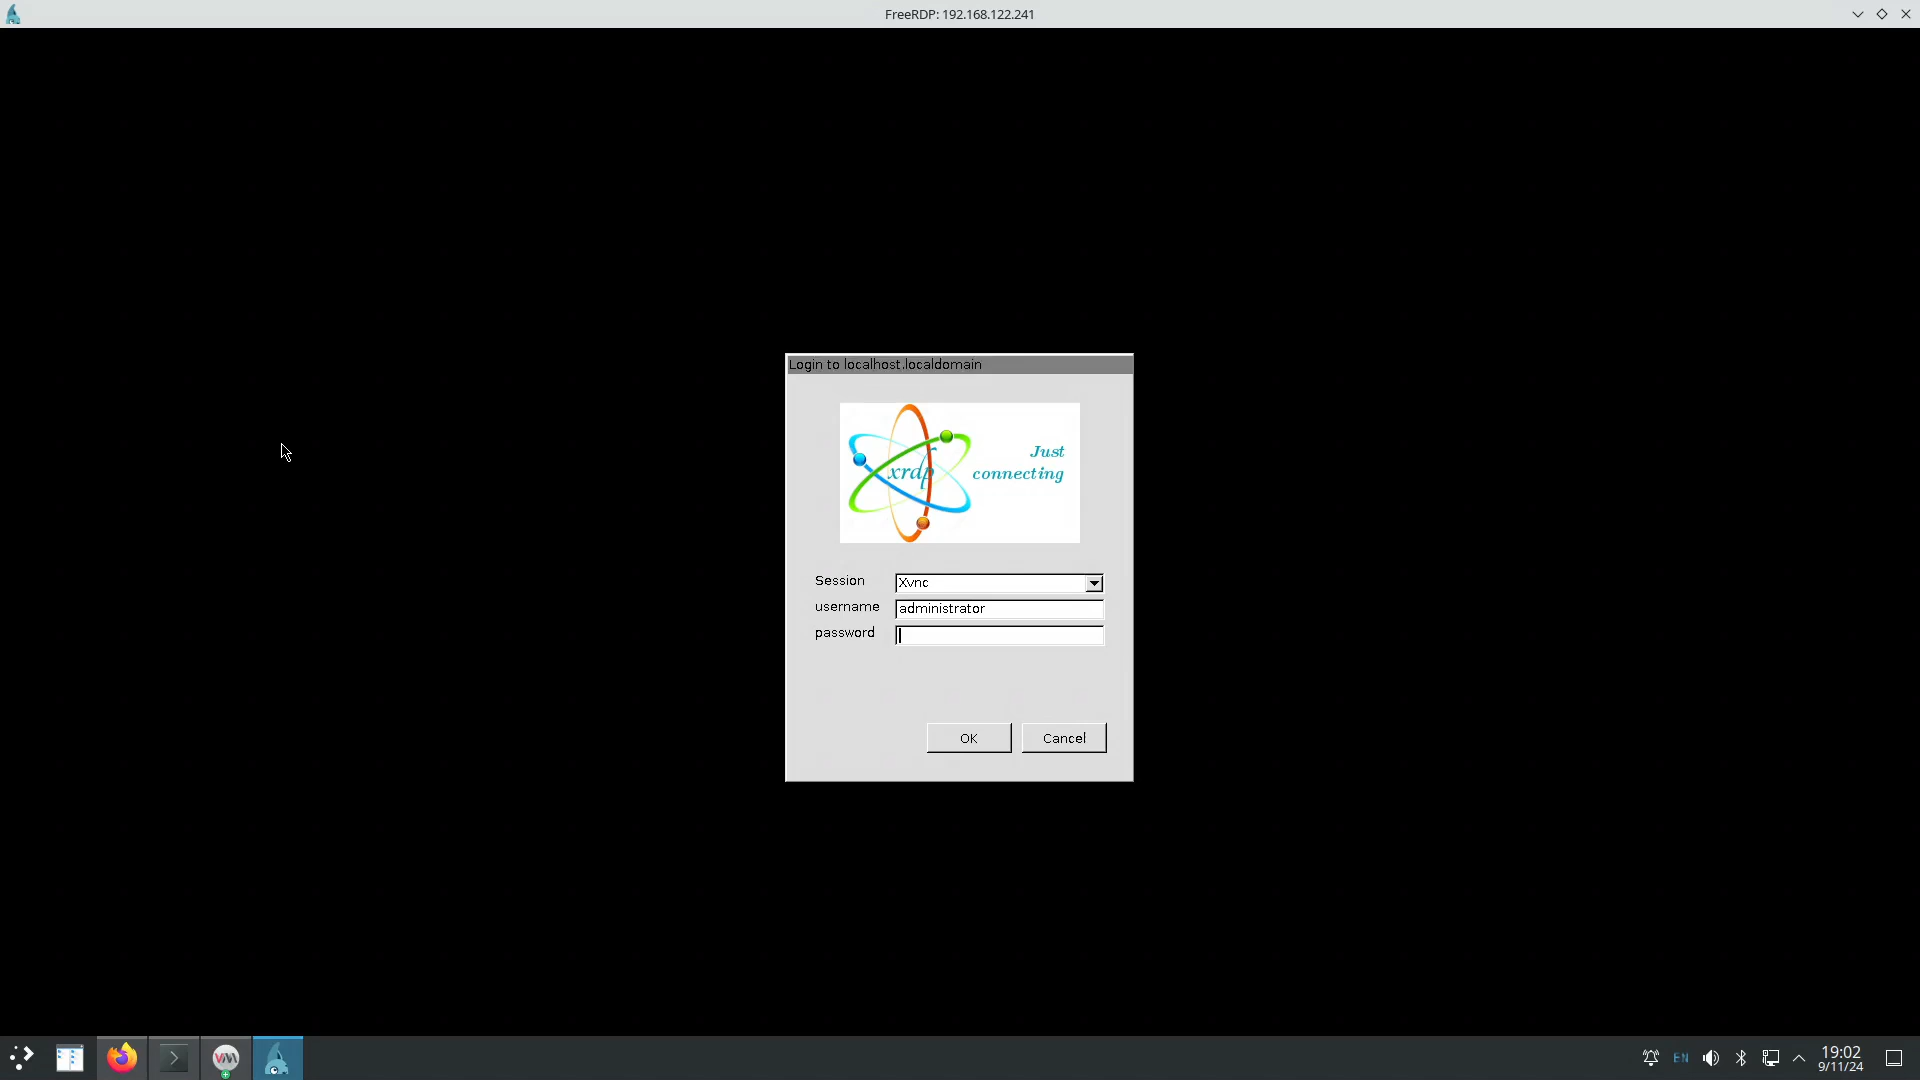 FreeRDP: 192.168.122.241
Login to localhost.localdomain
xrdp
Just
connecting
Session
Xvnc
username
administrator
password
OK
Cancel
EN
19:02
9/11/24